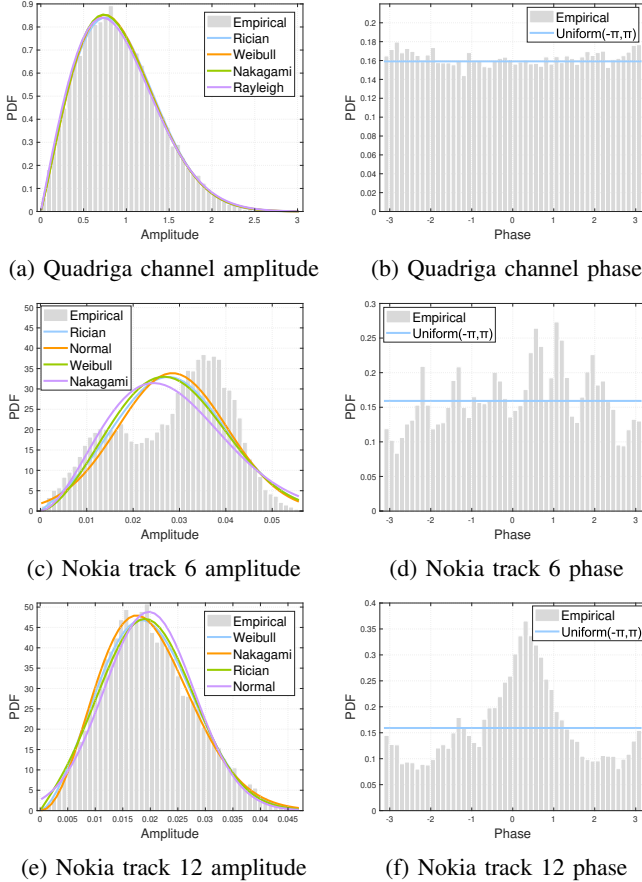 0.9
0.8
0.7
0.6
0.5
0.4
0.3
0.2
0.1
0
PDF
0 0.5 1 1.5 2 2.5 3
Amplitude
Empirical
Rician
Weibull
Nakagami
Rayleigh
(a) Quadriga channel amplitude
0.2
0.18
0.16
0.14
0.12
0.1
0.08
0.06
0.04
0.02
0
PDF
-3 -2 -1 0 1 2 3
Phase
Empirical
Uniform(-π,π)
(b) Quadriga channel phase
50
45
40
35
30
25
20
15
10
5
0
PDF
0 0.01 0.02 0.03 0.04 0.05
Amplitude
Empirical
Rician
Normal
Weibull
Nakagami
(c) Nokia track 6 amplitude
0.3
0.25
0.2
0.15
0.1
0.05
0
PDF
-3 -2 -1 0 1 2 3
Phase
Empirical
Uniform(-π,π)
(d) Nokia track 6 phase
50
45
40
35
30
25
20
15
10
5
0
PDF
0 0.005 0.01 0.015 0.02 0.025 0.03 0.035 0.04 0.045
Amplitude
Empirical
Weibull
Nakagami
Rician
Normal
(e) Nokia track 12 amplitude
0.4
0.35
0.3
0.25
0.2
0.15
0.1
0.05
0
PDF
-3 -2 -1 0 1 2 3
Phase
Empirical
Uniform(-π,π)
(f) Nokia track 12 phase